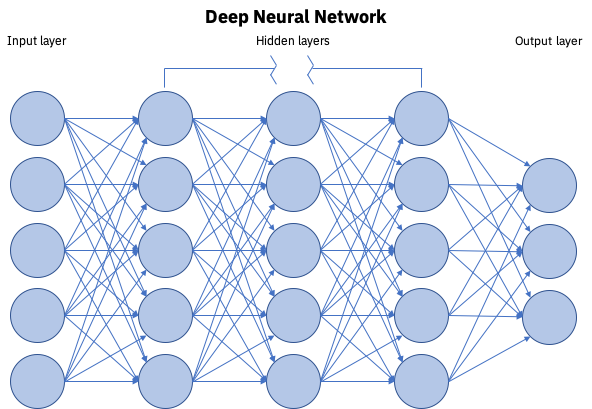 Deep Neural Network
Input layer
Hidden layers
Output layer